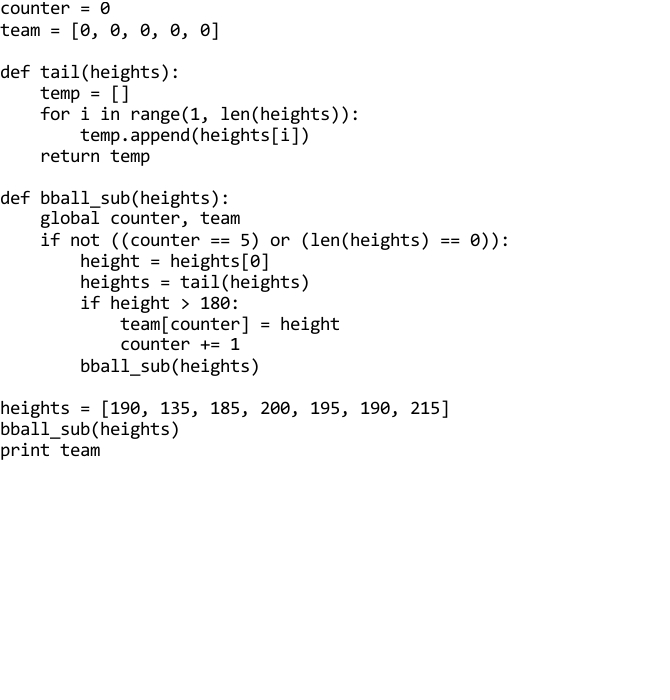 counter = 0
team = [0, 0, 0, 0, 0]

def tail(heights):
    temp = []
    for i in range(1, len(heights)):
        temp.append(heights[i])
    return temp

def bball_sub(heights):
    global counter, team
    if not ((counter == 5) or (len(heights) == 0)):
        height = heights[0]
        heights = tail(heights)
        if height > 180:
            team[counter] = height
            counter += 1
        bball_sub(heights)

heights = [190, 135, 185, 200, 195, 190, 215]
bball_sub(heights)
print team